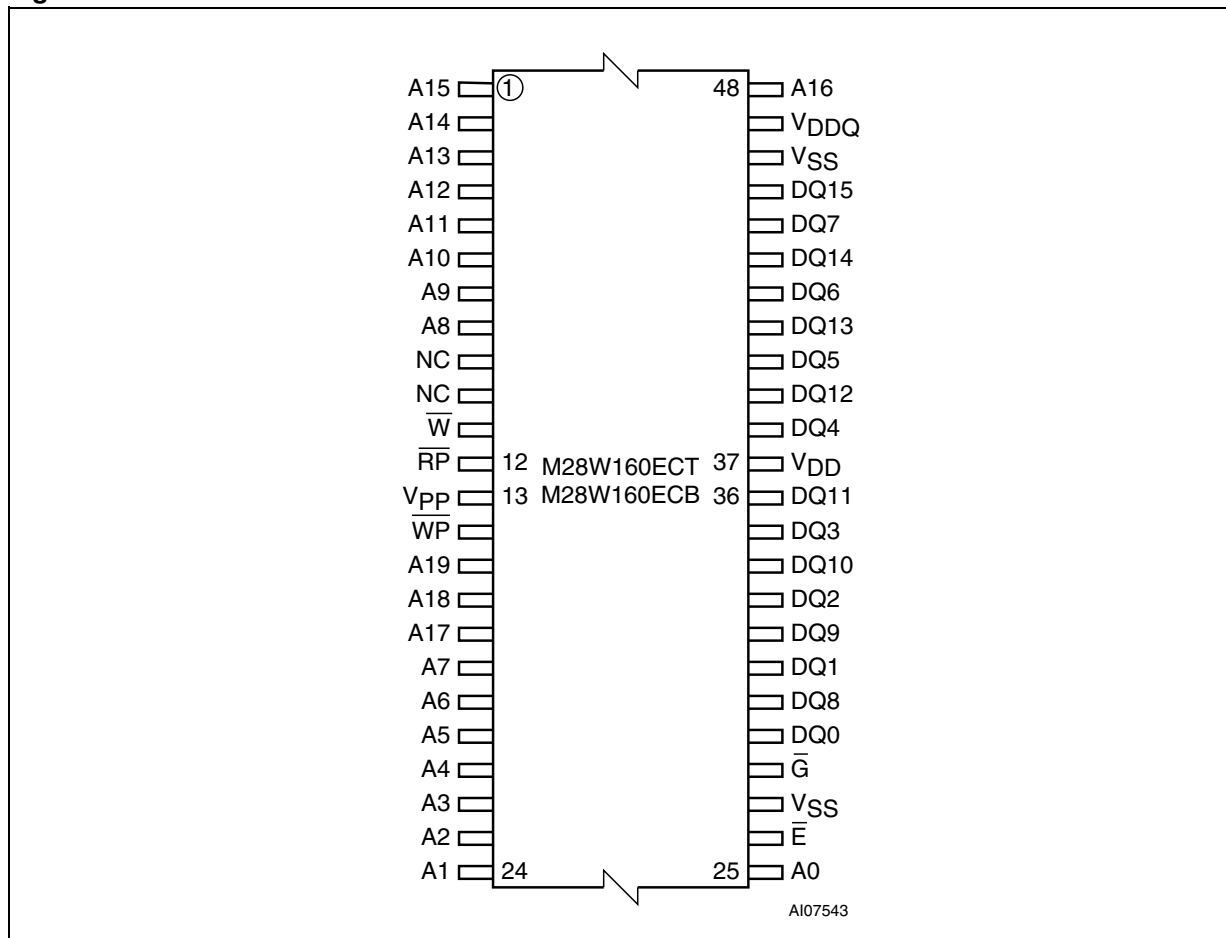 A15 1 48 A16
A14 VDDQ
A13 VSS
A12 DQ15
A11 DQ7
A10 DQ14
A9 DQ6
A8 DQ13
NC DQ5
NC DQ12
W̅ DQ4
R̅P̅ 12 M28W160ECT 37 VDD
VPP 13 M28W160ECB 36 DQ11
W̅P̅ DQ3
A19 DQ10
A18 DQ2
A17 DQ9
A7 DQ1
A6 DQ8
A5 DQ0
A4 G̅
A3 VSS
A2 E̅
A1 24 25 A0
AI07543